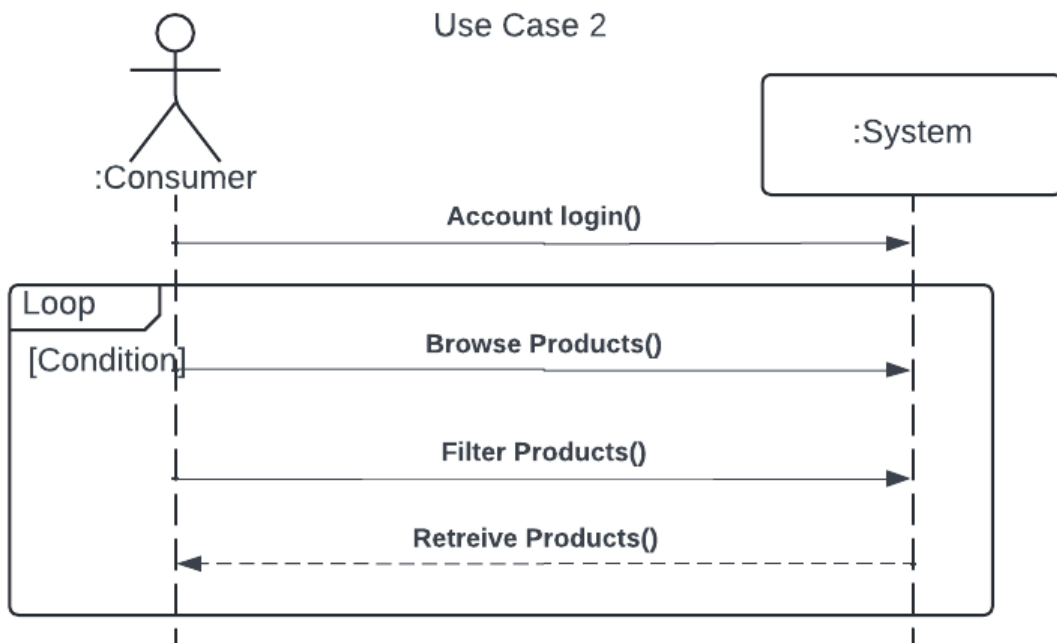 Use Case 2
:System
:Consumer
Account login()
Loop
[Condition]
Browse Products()
Filter Products()
Retreive Products()